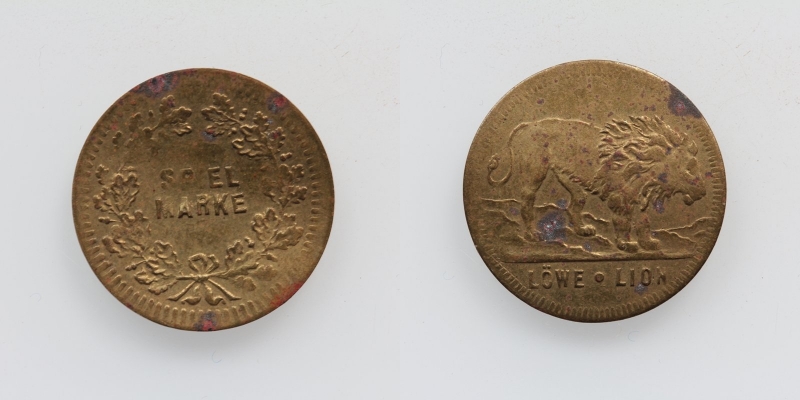 SPIEL
MARKE
LÖWE ∘ LION